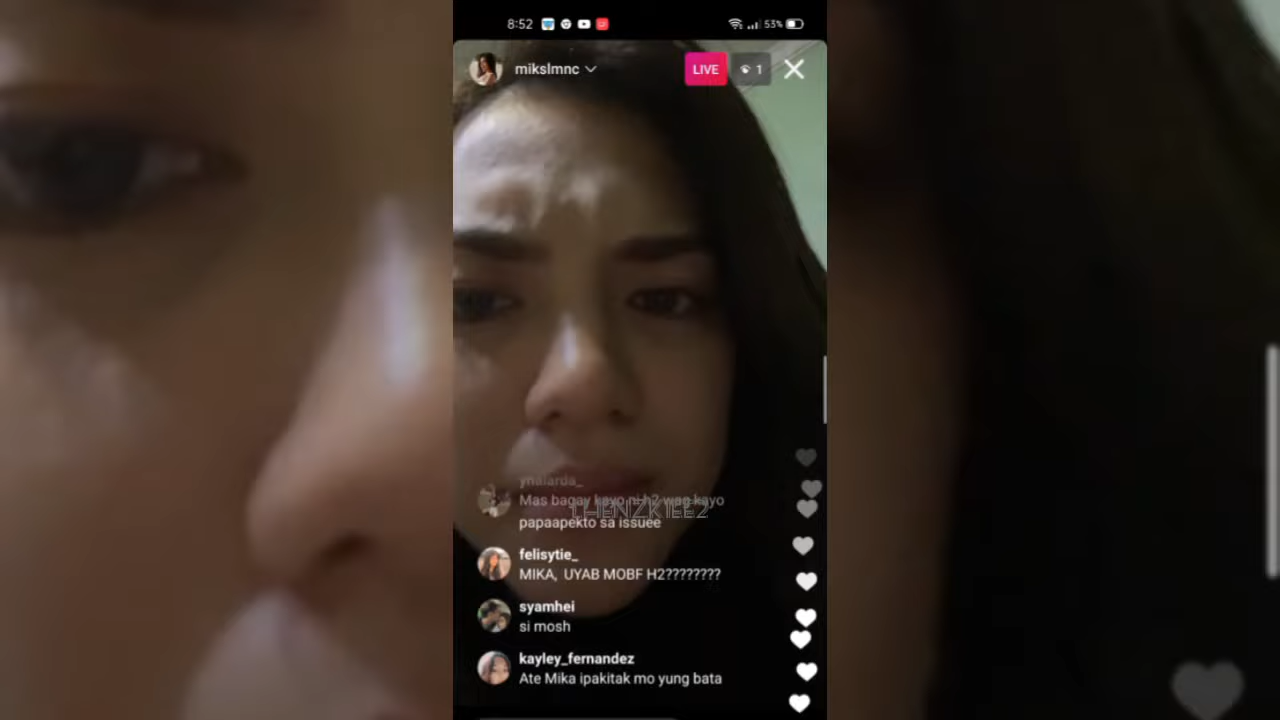 8:52
53%
mikslmnc
LIVE
1
ynalarda_
Mas bagay kayo ni h2 wag kayo
papaapekto sa issuee
felisytie_
MIKA, UYAB MOBF H2????????
syamhei
si mosh
kayley_fernandez
Ate Mika ipakitak mo yung bata